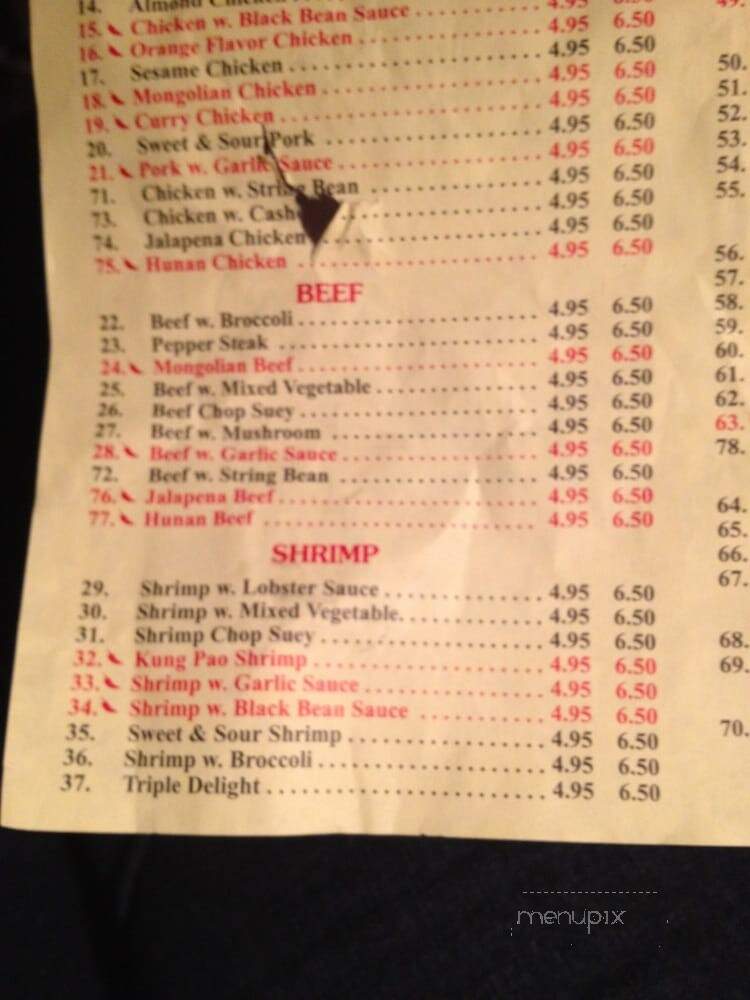 14. Almond Chicken 4.95
15. Chicken w. Black Bean Sauce 4.95 6.50
16. Orange Flavor Chicken 4.95 6.50
17. Sesame Chicken 4.95 6.50
18. Mongolian Chicken 4.95 6.50
19. Curry Chicken 4.95 6.50
20. Sweet & Sour Pork 4.95 6.50
21. Pork w. Garlic Sauce 4.95 6.50
71. Chicken w. String Bean 4.95 6.50
73. Chicken w. Cash 4.95 6.50
74. Jalapena Chicken 4.95 6.50
75. Hunan Chicken 4.95 6.50
BEEF
22. Beef w. Broccoli 4.95 6.50
23. Pepper Steak 4.95 6.50
24. Mongolian Beef 4.95 6.50
25. Beef w. Mixed Vegetable 4.95 6.50
26. Beef Chop Suey 4.95 6.50
27. Beef w. Mushroom 4.95 6.50
28. Beef w. Garlic Sauce 4.95 6.50
72. Beef w. String Bean 4.95 6.50
76. Jalapena Beef 4.95 6.50
77. Hunan Beef 4.95 6.50
SHRIMP
29. Shrimp w. Lobster Sauce 4.95 6.50
30. Shrimp w. Mixed Vegetable. 4.95 6.50
31. Shrimp Chop Suey 4.95 6.50
32. Kung Pao Shrimp 4.95 6.50
33. Shrimp w. Garlic Sauce 4.95 6.50
34. Shrimp w. Black Bean Sauce 4.95 6.50
35. Sweet & Sour Shrimp 4.95 6.50
36. Shrimp w. Broccoli 4.95 6.50
37. Triple Delight 4.95 6.50
50.
51.
52.
53.
54.
55.
56.
57.
58.
59.
60.
61.
62.
63.
78.
64.
65.
66.
67.
68.
69.
70.
menupix